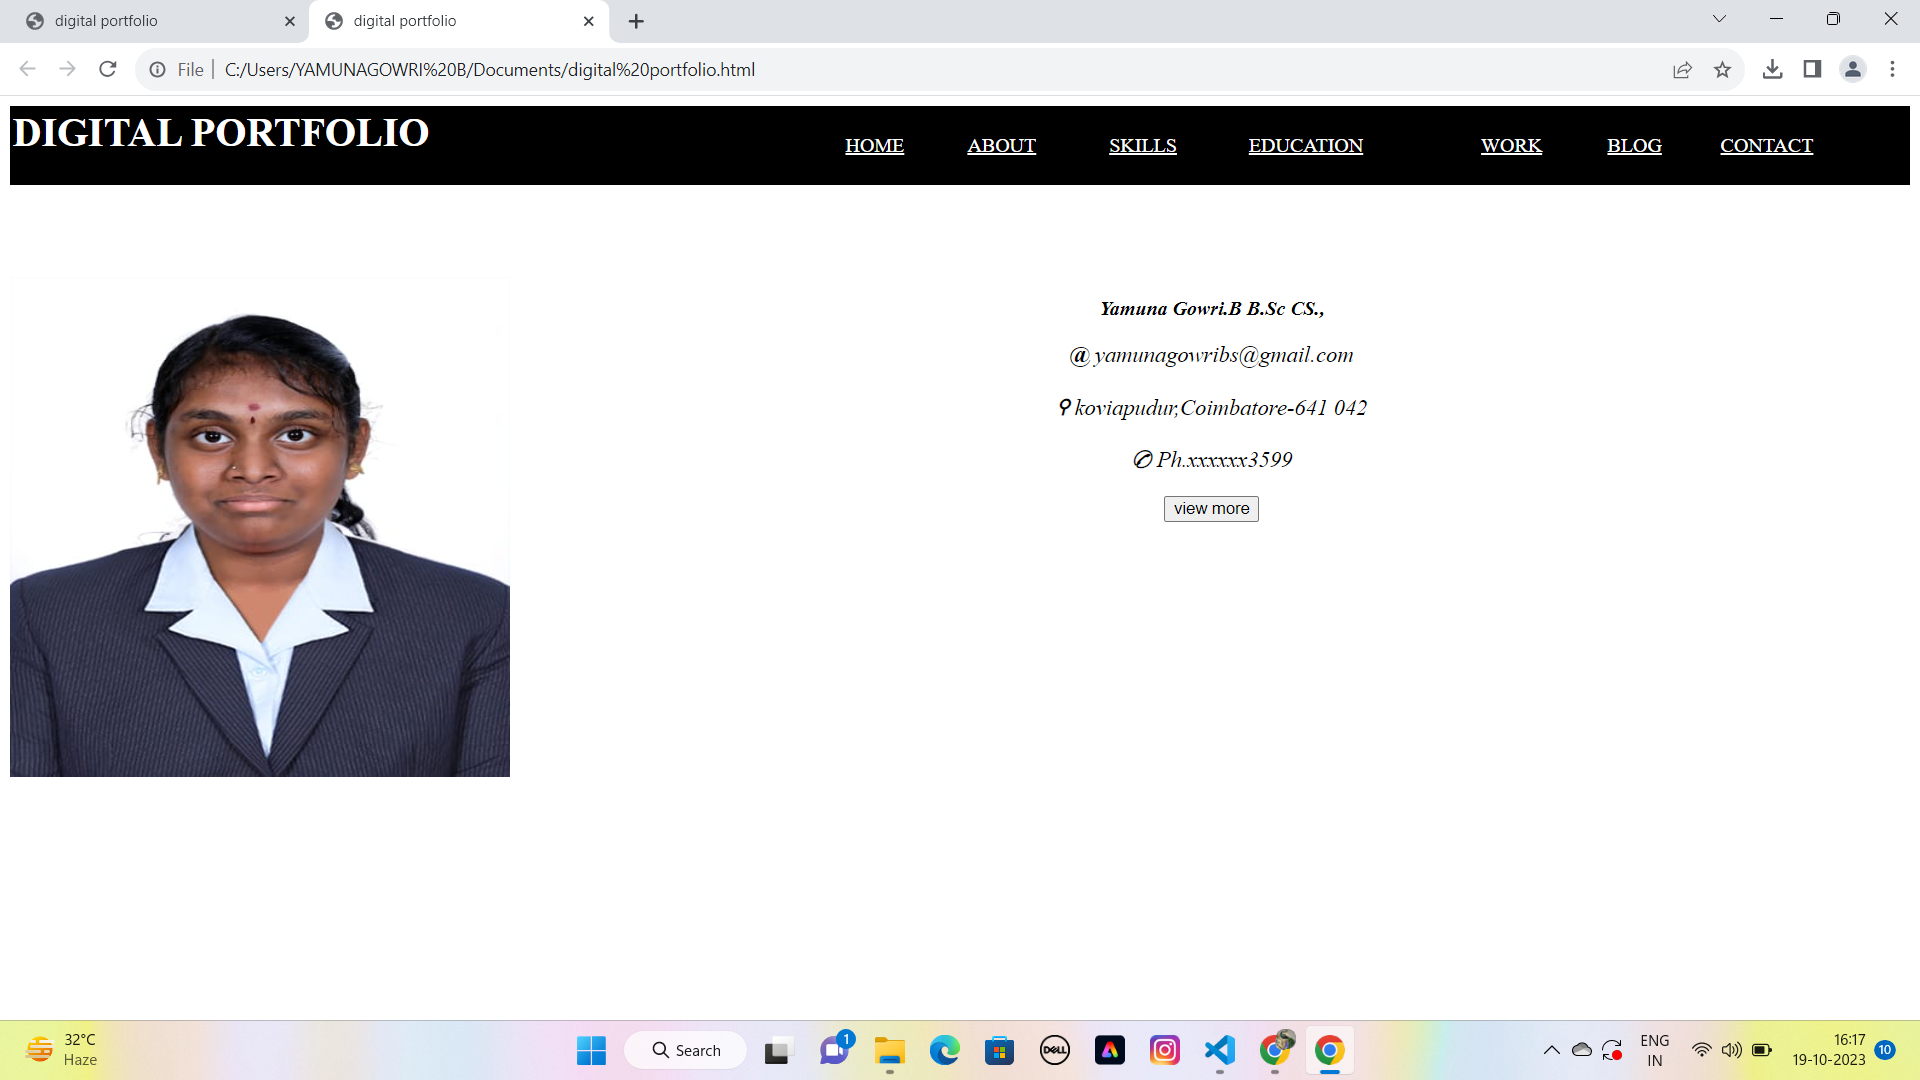 digital portfolio
digital portfolio
File
C:/Users/YAMUNAGOWRI%20B/Documents/digital%20portfolio.html
DIGITAL PORTFOLIO
HOME ABOUT SKILLS EDUCATION WORK BLOG CONTACT
Yamuna Gowri.B B.Sc CS.,
@ yamunagowribs@gmail.com
koviapudur,Coimbatore-641 042
✆ Ph.xxxxxx3599
view more
32°C
Haze
Search
1
DELL
ENG
IN
16:17
19-10-2023
10